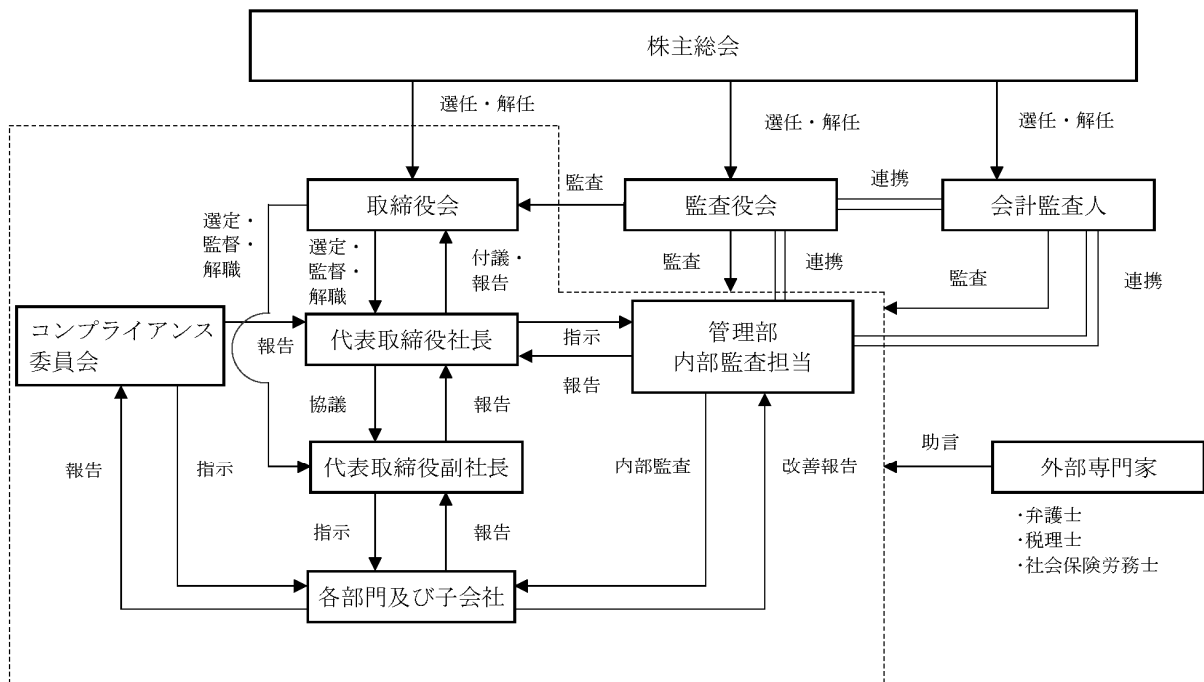 株主総会
選任・解任
選任・解任
選任・解任
取締役会
監査
監査役会
連携
会計監査人
選定・
監督・
解職
選定・
監督・
解職
付議・
報告
監査
連携
監査
連携
コンプライアンス
委員会
報告
代表取締役社長
指示
報告
管理部
内部監査担当
協議
報告
報告
指示
代表取締役副社長
内部監査
改善報告
助言
外部専門家
・弁護士
・税理士
・社会保険労務士
指示
報告
各部門及び子会社